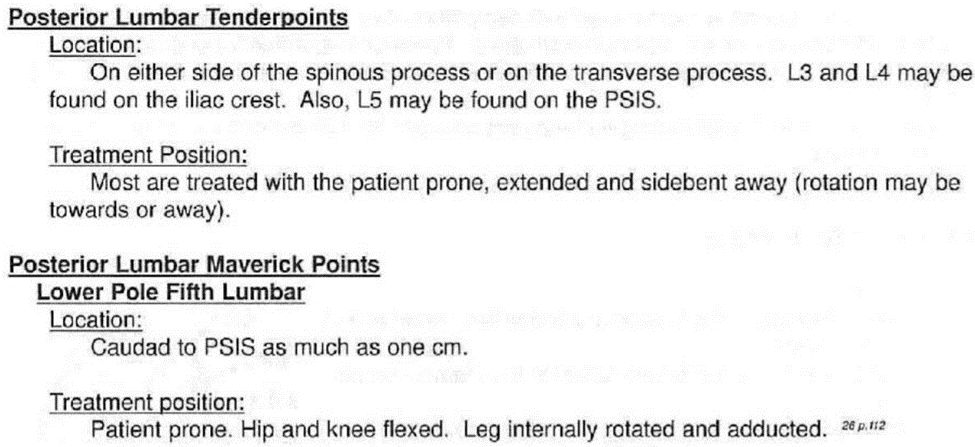 Posterior Lumbar Tenderpoints
Location:
On either side of the spinous process or on the transverse process. L3 and L4 may be
found on the iliac crest. Also, L5 may be found on the PSIS.
Treatment Position:
Most are treated with the patient prone, extended and sidebent away (rotation may be
towards or away).
Posterior Lumbar Maverick Points
Lower Pole Fifth Lumbar
Location:
Caudad to PSIS as much as one cm.
Treatment position:
Patient prone. Hip and knee flexed. Leg internally rotated and adducted. 26 p.112